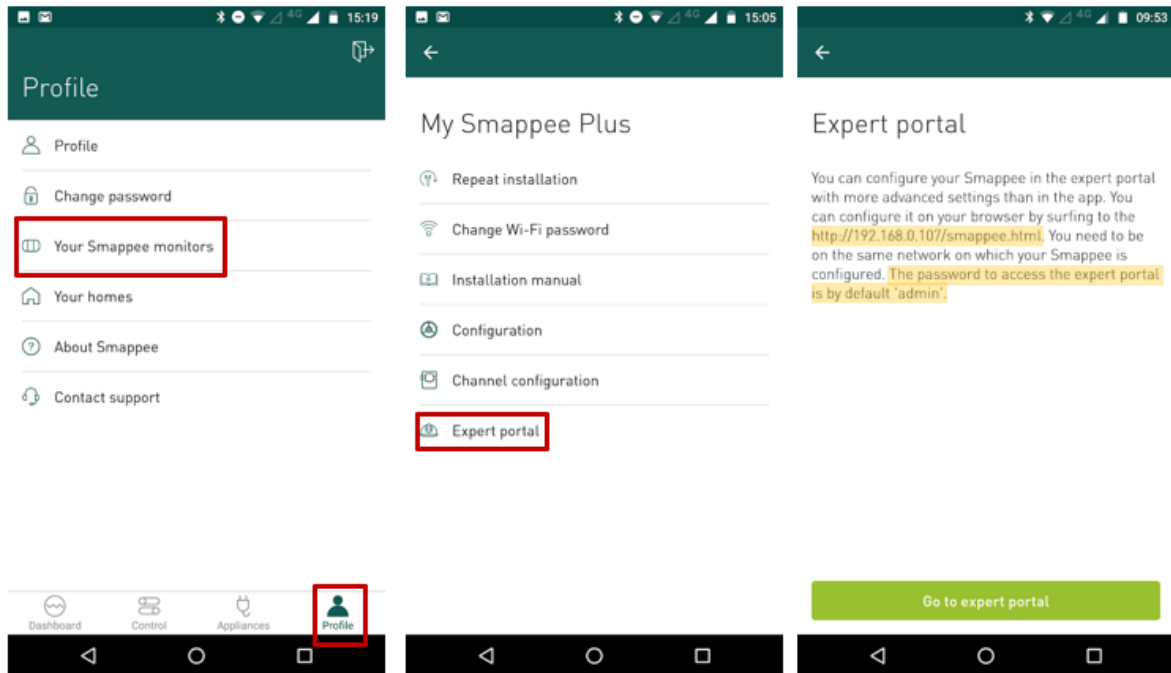 4G 15:19
Profile
Profile
Change password
Your Smappee monitors
Your homes
About Smappee
Contact support
Dashboard Control Appliances Profile
4G 15:05
My Smappee Plus
Repeat installation
Change Wi-Fi password
Installation manual
Configuration
Channel configuration
Expert portal
4G 09:53
Expert portal
You can configure your Smappee in the expert portal
with more advanced settings than in the app. You
can configure it on your browser by surfing to the
http://192.168.0.107/smappee.html. You need to be
on the same network on which your Smappee is
configured. The password to access the expert portal
is by default 'admin'.
Go to expert portal